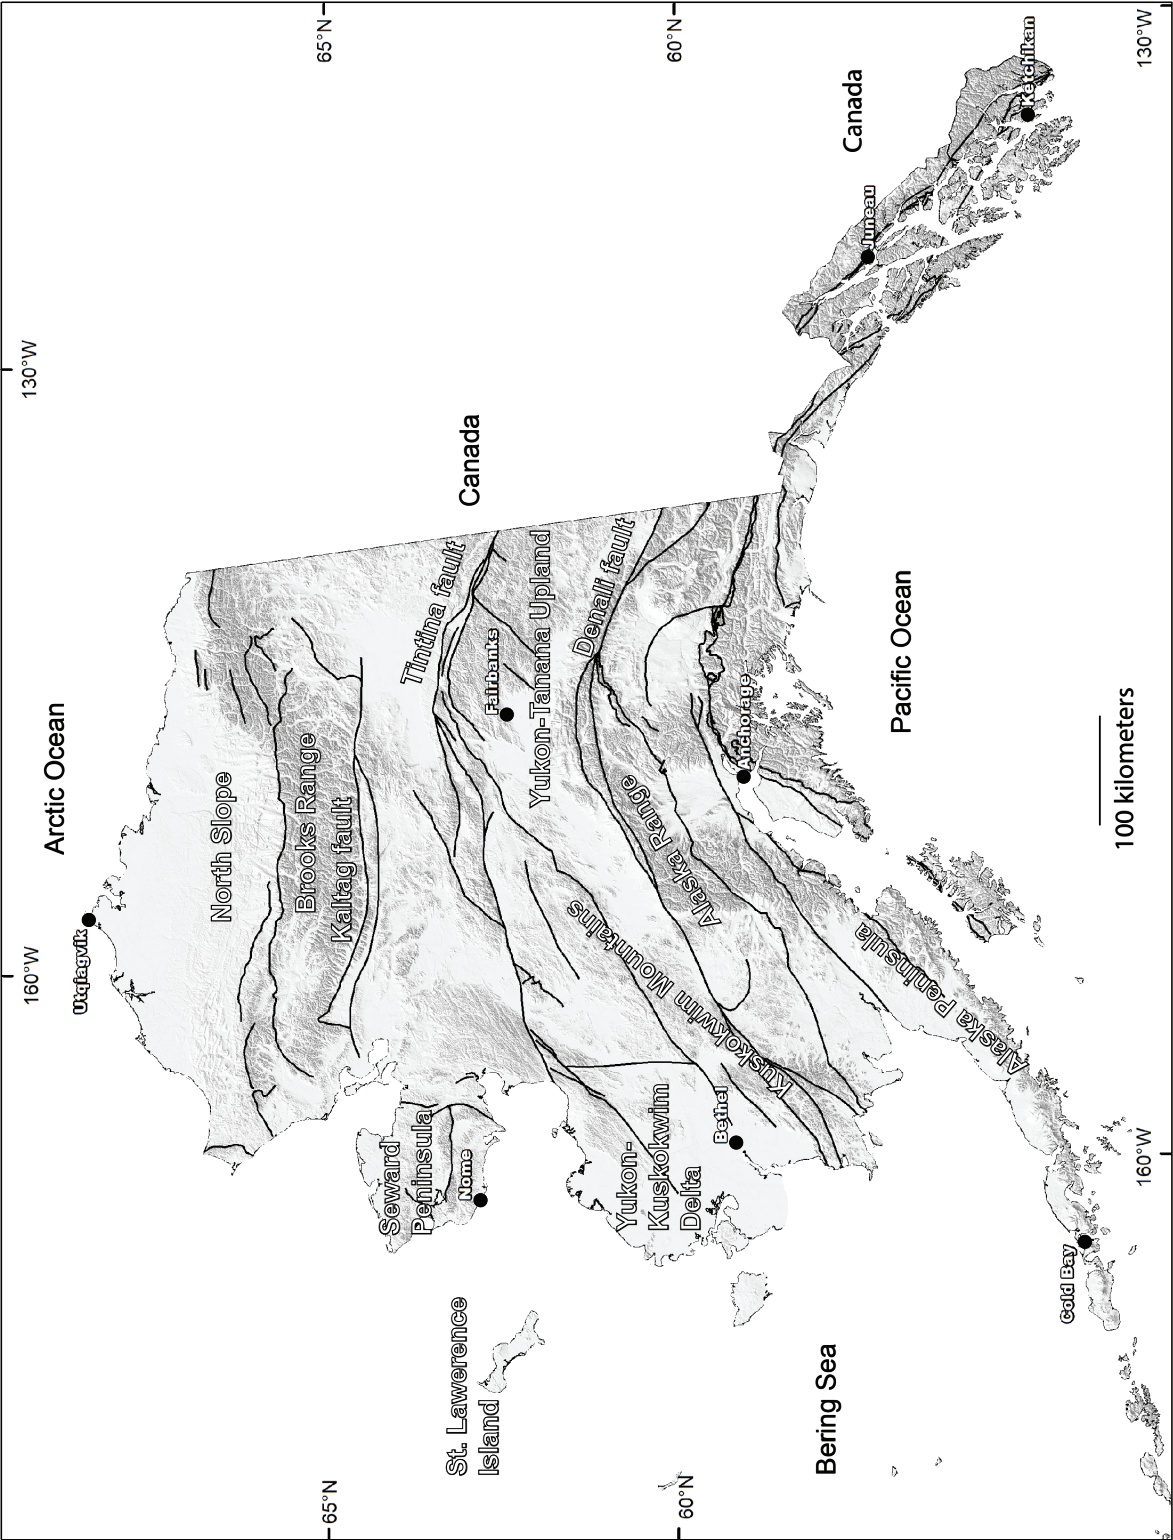 160°W
130°W
Arctic Ocean
Utqiagvik
North Slope
Brooks Range
Kaltag fault
65°N
65°N
Seward
Peninsula
Nome
Tintina fault
Canada
Fairbanks
St. Lawerence
Island
Yukon-Tanana Upland
Denali fault
Kuskokwim Mountains
Yukon-
Kuskokwim
Delta
Alaska Range
60°N
60°N
Bethel
Anchorage
Bering Sea
Alaska Peninsula
Pacific Ocean
Canada
Juneau
Ketchikan
Cold Bay
100 kilometers
160°W
130°W